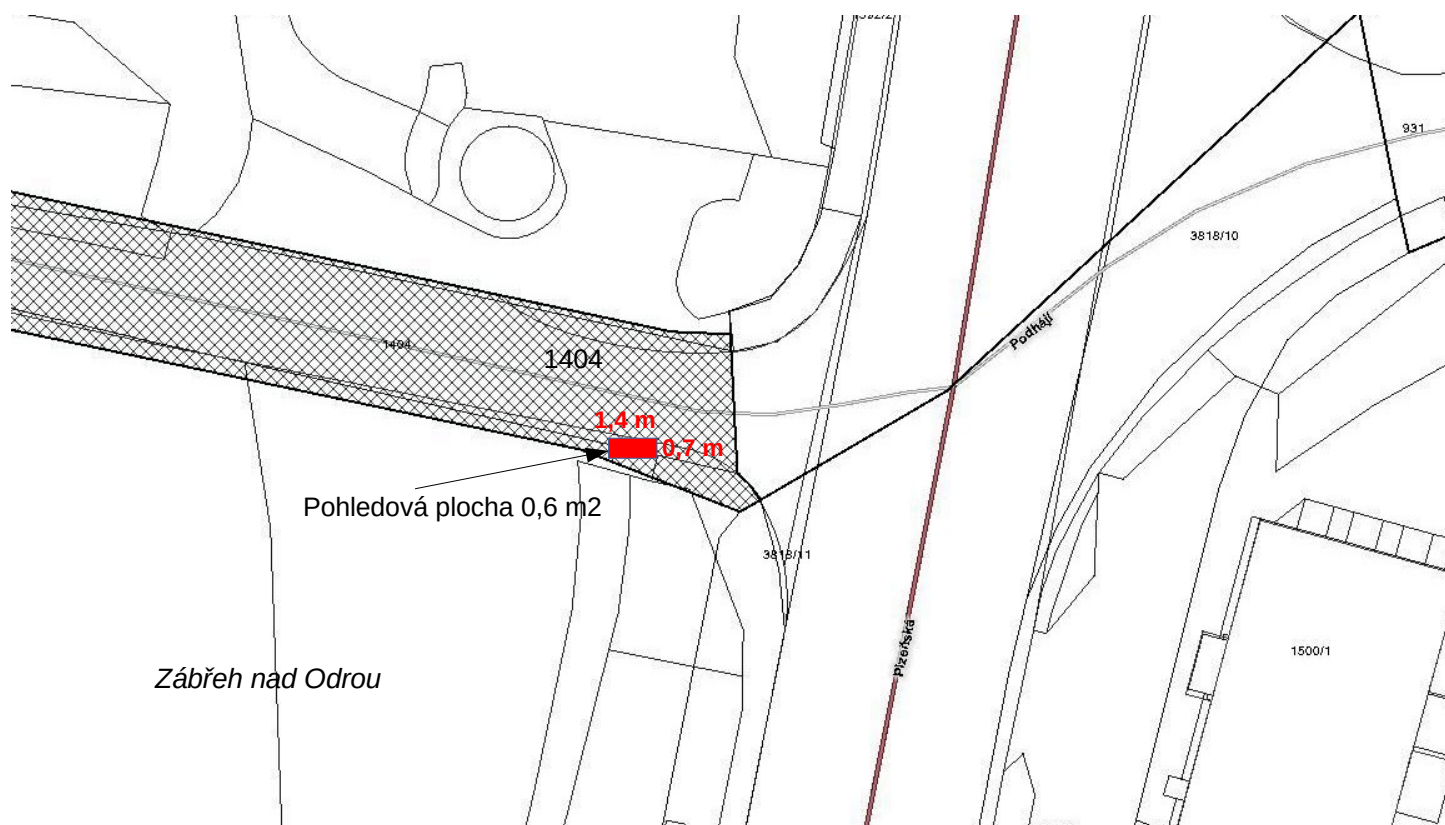 931
3818/10
Podhájí
1404
1404
1,4 m
0,7 m
Pohledová plocha 0,6 m2
3818/11
Plzeňská
1500/1
Zábřeh nad Odrou